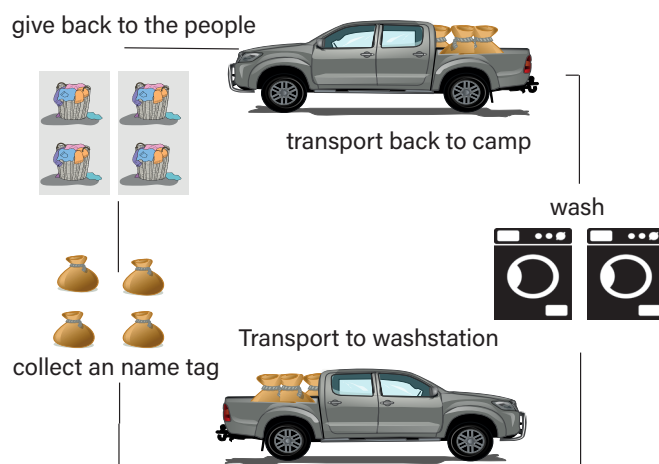 give back to the people
transport back to camp
wash
Transport to washstation
collect an name tag